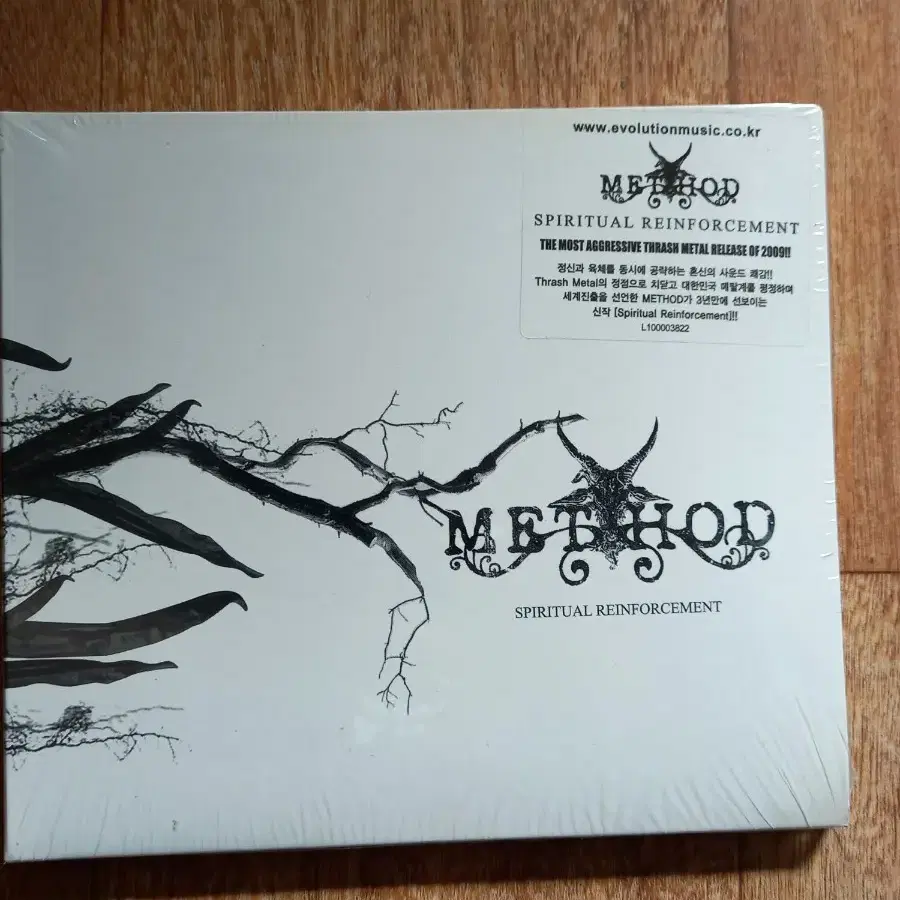 www.evolutionmusic.co.kr
METHOD
SPIRITUAL REINFORCEMENT
THE MOST AGGRESSIVE THRASH METAL RELEASE OF 2009!!
정신과 육체를 동시에 공략하는 혼신의 사운드 쾌감!!
Thrash Metal의 정점으로 치닫고 대한민국 메탈계를 평정하며
세계진출을 선언한 METHOD가 3년만에 선보이는
신작 [Spiritual Reinforcement]!!
L100003822
METHOD
SPIRITUAL REINFORCEMENT